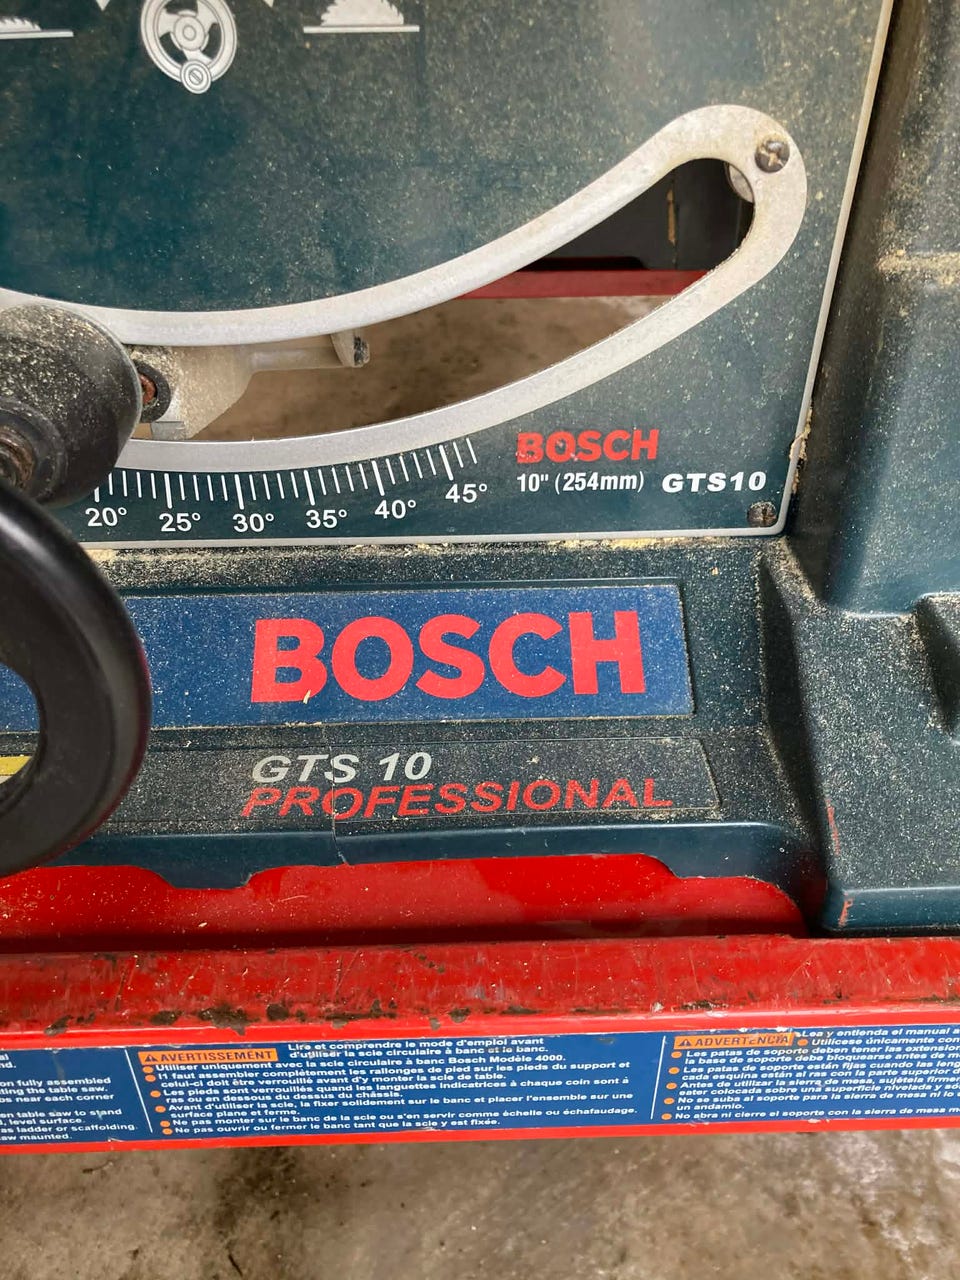 BOSCH
10" (254mm) GTS10
20° 25° 30° 35° 40° 45°
BOSCH
GTS 10
PROFESSIONAL
on fully assembled
bing the table saw.
os near each corner
on table saw to stand
, level surface.
as ladder or scaffolding.
saw mounted.
AVERTISSEMENT Lire et comprendre le mode d'emploi avant
d'utiliser la scie circulaire à banc et le banc.
Utiliser uniquement avec la scie circulaire à banc Bosch Modèle 4000.
Il faut assembler complètement les rallonges de pied sur les pieds du support et
celui-ci doit être verrouillé avant d'y monter la scie de table.
Les pieds sont verrouillés quand les languettes indicatrices à chaque coin sont à
plat en dessous du dessus du châssis.
Avant d'utiliser la scie, la fixer solidement sur le banc et placer l'ensemble sur une
surface plane et ferme.
Ne pas monter sur le banc de la scie ou s'en servir comme échelle ou échafaudage.
Ne pas ouvrir ou fermer le banc tant que la scie y est fixée.
ADVERTENCIA Lea y entienda el manual a
Utilícese únicamente con
Las patas de soporte deben tener las extension
la base de soporte debe bloquearse antes de m
Las patas de soporte están fijas cuando las leng
cada esquina están al ras con la parte superior d
Antes de utilizar la sierra de mesa, sujétela firmem
ester colocada sobre una superficie nivelada y ad
No se suba al soporte para la sierra de mesa ni lo
un andamio.
No abra ni cierre el soporte con la sierra de mesa m